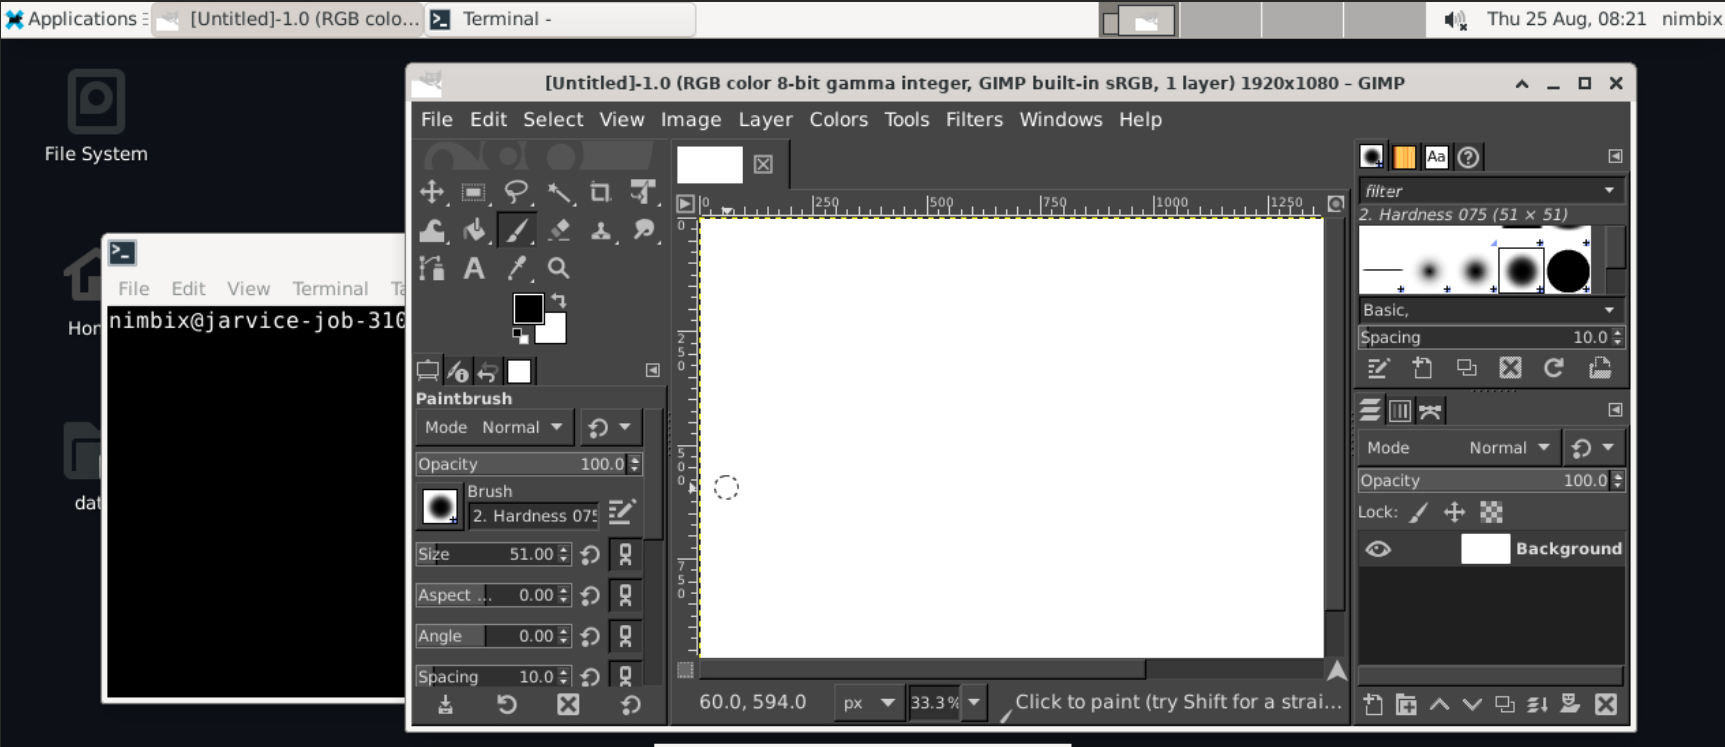 Applications [Untitled]-1.0 (RGB colo... Terminal - Thu 25 Aug, 08:21 nimbix
File System
Hor
dat
File Edit View Terminal Ta
nimbix@jarvice-job-310
[Untitled]-1.0 (RGB color 8-bit gamma integer, GIMP built-in sRGB, 1 layer) 1920x1080 – GIMP
File Edit Select View Image Layer Colors Tools Filters Windows Help
Paintbrush
Mode Normal
Opacity 100.0
Brush
2. Hardness 075
Size 51.00
Aspect ... 0.00
Angle 0.00
Spacing 10.0
0 250 500 750 1000 1250
0
250
500
750
60.0, 594.0 px 33.3 % Click to paint (try Shift for a strai...
Aa
filter
2. Hardness 075 (51 × 51)
Basic,
Spacing 10.0
Mode Normal
Opacity 100.0
Lock:
Background